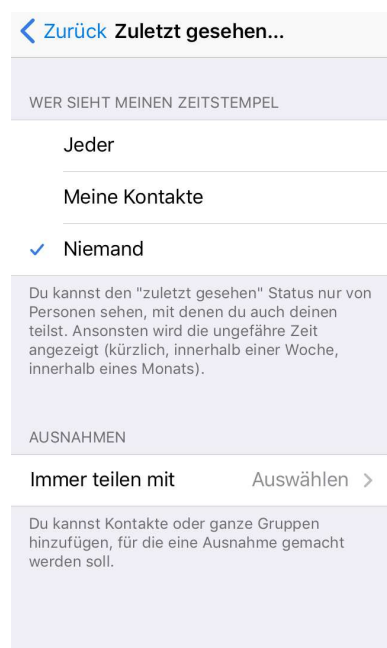 Zurück Zuletzt gesehen...
WER SIEHT MEINEN ZEITSTEMPEL
Jeder
Meine Kontakte
Niemand
Du kannst den "zuletzt gesehen" Status nur von
Personen sehen, mit denen du auch deinen
teilst. Ansonsten wird die ungefähre Zeit
angezeigt (kürzlich, innerhalb einer Woche,
innerhalb eines Monats).
AUSNAHMEN
Immer teilen mit Auswählen
Du kannst Kontakte oder ganze Gruppen
hinzufügen, für die eine Ausnahme gemacht
werden soll.